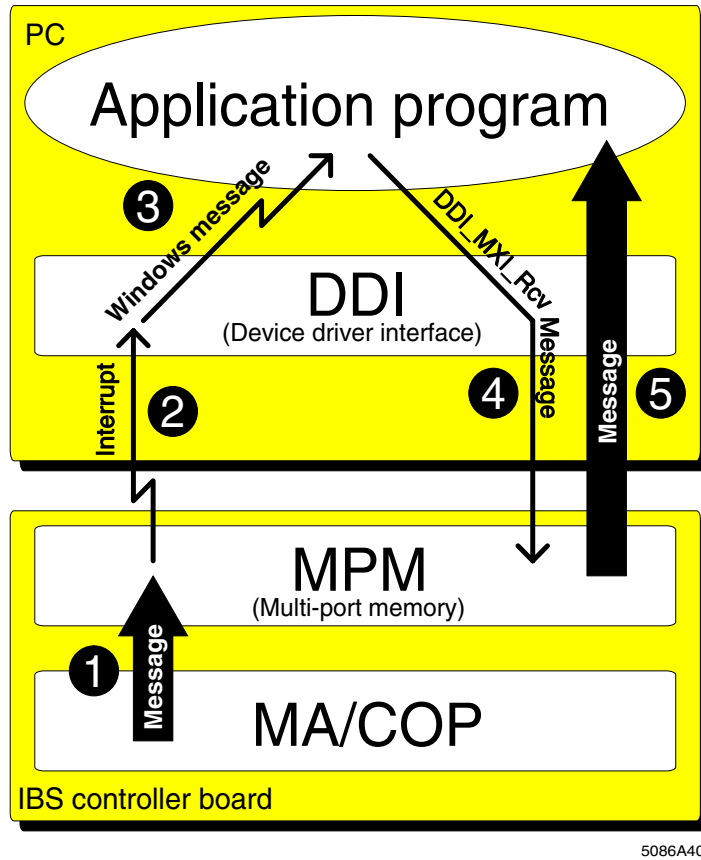 PC
Application program
3
Windows message
DDI_MXI_Rcv
Message
DDI
(Device driver interface)
Interrupt
2
4
Message
5
MPM
(Multi-port memory)
1
Message
MA/COP
IBS controller board
5086A40